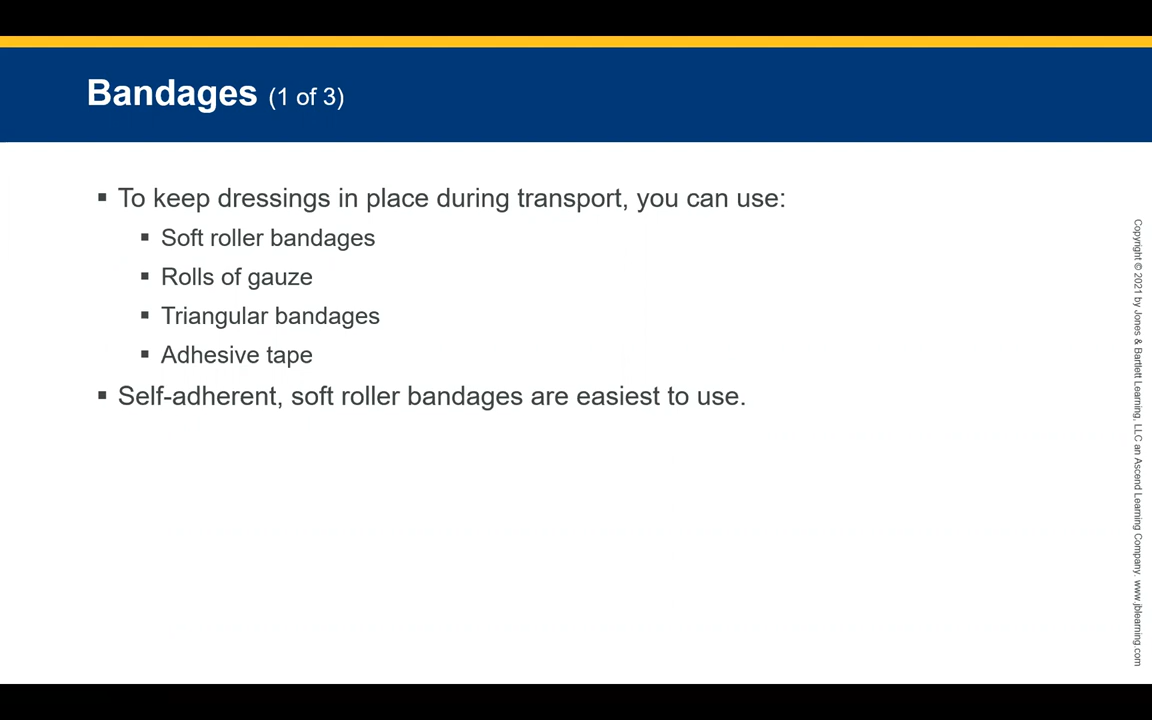 Bandages (1 of 3)
▪ To keep dressings in place during transport, you can use:
▪ Soft roller bandages
▪ Rolls of gauze
▪ Triangular bandages
▪ Adhesive tape
▪ Self-adherent, soft roller bandages are easiest to use.
Copyright © 2021 by Jones & Bartlett Learning, LLC an Ascend Learning Company. www.jblearning.com